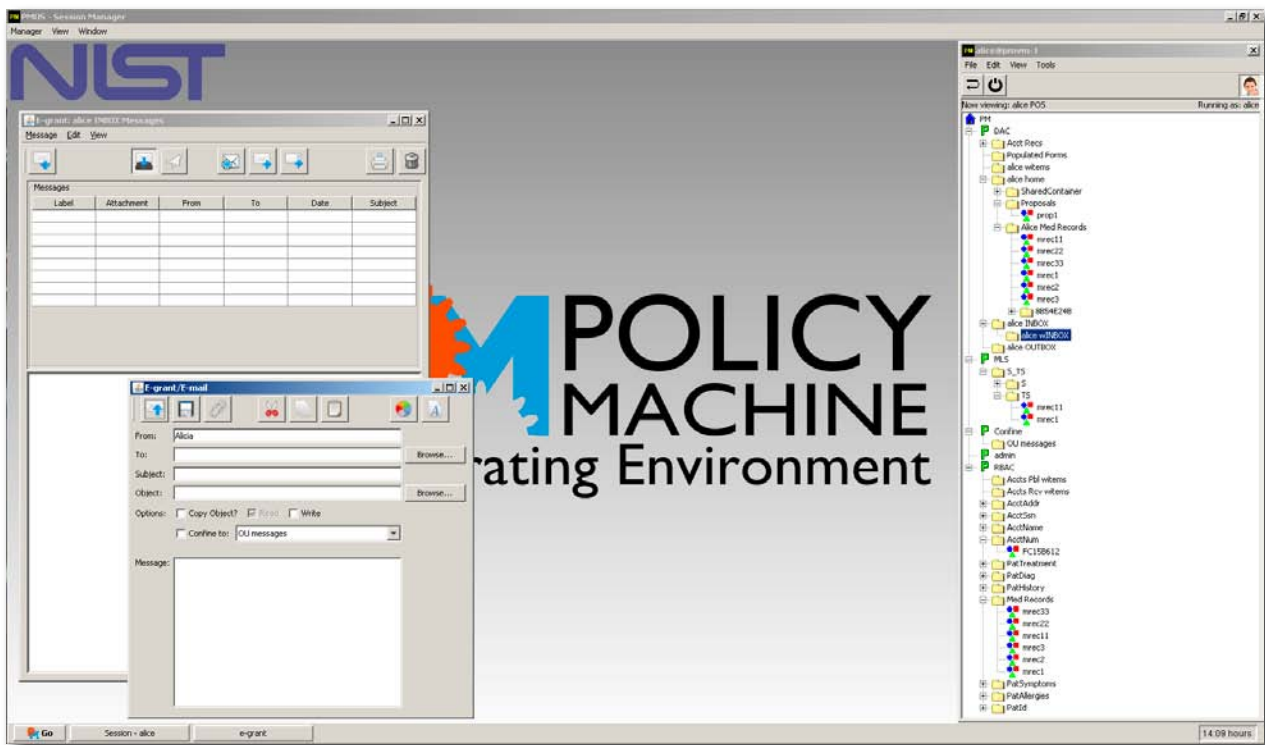 PMOS - Session Manager
Manager View Window
NIST
E-grant: alice INBOX Messages
Message Edit View
Messages
Label Attachment From To Date Subject
POLICY
MACHINE
rating Environment
E-grant/E-mail
From: Alicia
To: Browse...
Subject:
Object: Browse...
Options: Copy Object? Read Write
Confine to: OU messages
Message:
File Edit View Tools
Now viewing: alice POS Running as: alice
PM
DAC
Acct Recs
Populated Forms
alice witems
alice home
SharedContainer
Proposals
prop1
Alice Med Records
mrec11
mrec22
mrec33
mrec1
mrec2
mrec3
8B54E24B
alice INBOX
alice wINBOX
alice OUTBOX
MLS
S_TS
S
TS
mrec11
mrec1
Confine
OU messages
admin
RBAC
Accts Pbl witems
Accts Rcv witems
AcctAddr
AcctSsn
AcctName
AcctNum
FC15B612
PatTreatment
PatDiag
PatHistory
Med Records
mrec33
mrec22
mrec11
mrec3
mrec2
mrec1
PatSymptoms
PatAllergies
PatId
Go Session - alice e-grant 14:09 hours